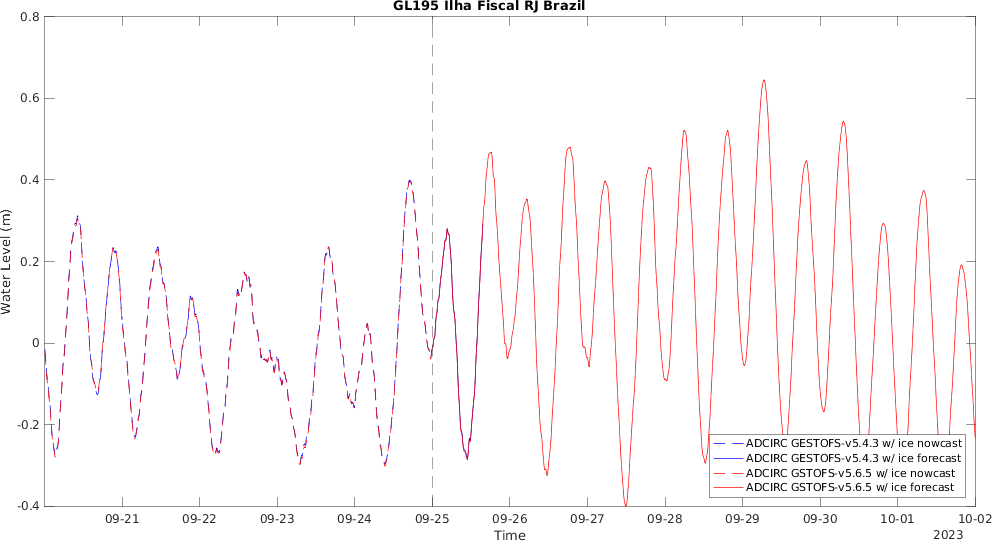 GL195 Ilha Fiscal RJ Brazil
0.8
0.6
0.4
0.2
0
-0.2
-0.4
Water Level (m)
ADCIRC GESTOFS-v5.4.3 w/ ice nowcast
ADCIRC GESTOFS-v5.4.3 w/ ice forecast
ADCIRC GSTOFS-v5.6.5 w/ ice nowcast
ADCIRC GSTOFS-v5.6.5 w/ ice forecast
09-21 09-22 09-23 09-24 09-25 09-26 09-27 09-28 09-29 09-30 10-01 10-02
Time
2023